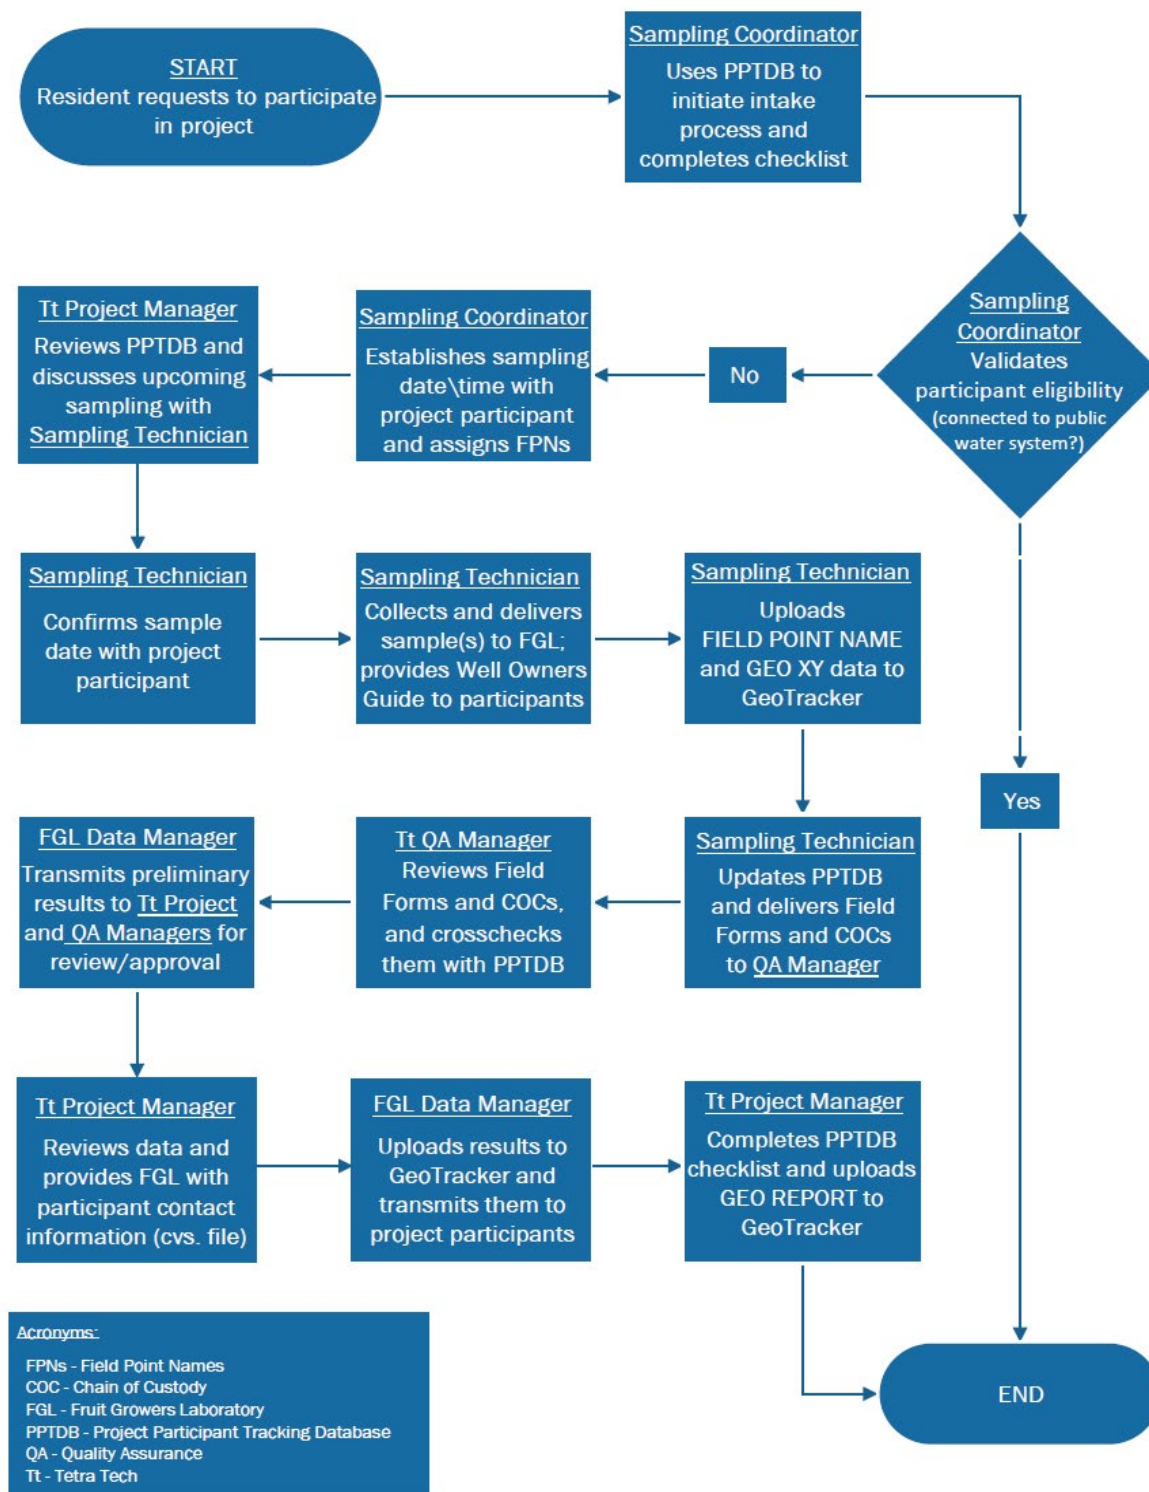 START
Resident requests to participate
in project
Sampling Coordinator
Uses PPTDB to
initiate intake
process and
completes checklist
Sampling
Coordinator
Validates
participant eligibility
(connected to public
water system?)
No
Sampling Coordinator
Establishes sampling
date\time with
project participant
and assigns FPNs
Tt Project Manager
Reviews PPTDB and
discusses upcoming
sampling with
Sampling Technician
Sampling Technician
Confirms sample
date with project
participant
Sampling Technician
Collects and delivers
sample(s) to FGL;
provides Well Owners
Guide to participants
Sampling Technician
Uploads
FIELD POINT NAME
and GEO XY data to
GeoTracker
Yes
Sampling Technician
Updates PPTDB
and delivers Field
Forms and COCs
to QA Manager
Tt QA Manager
Reviews Field
Forms and COCs,
and crosschecks
them with PPTDB
FGL Data Manager
Transmits preliminary
results to Tt Project
and QA Managers for
review/approval
Tt Project Manager
Reviews data and
provides FGL with
participant contact
information (cvs. file)
FGL Data Manager
Uploads results to
GeoTracker and
transmits them to
project participants
Tt Project Manager
Completes PPTDB
checklist and uploads
GEO REPORT to
GeoTracker
END
Acronyms:
FPNs - Field Point Names
COC - Chain of Custody
FGL - Fruit Growers Laboratory
PPTDB - Project Participant Tracking Database
QA - Quality Assurance
Tt - Tetra Tech